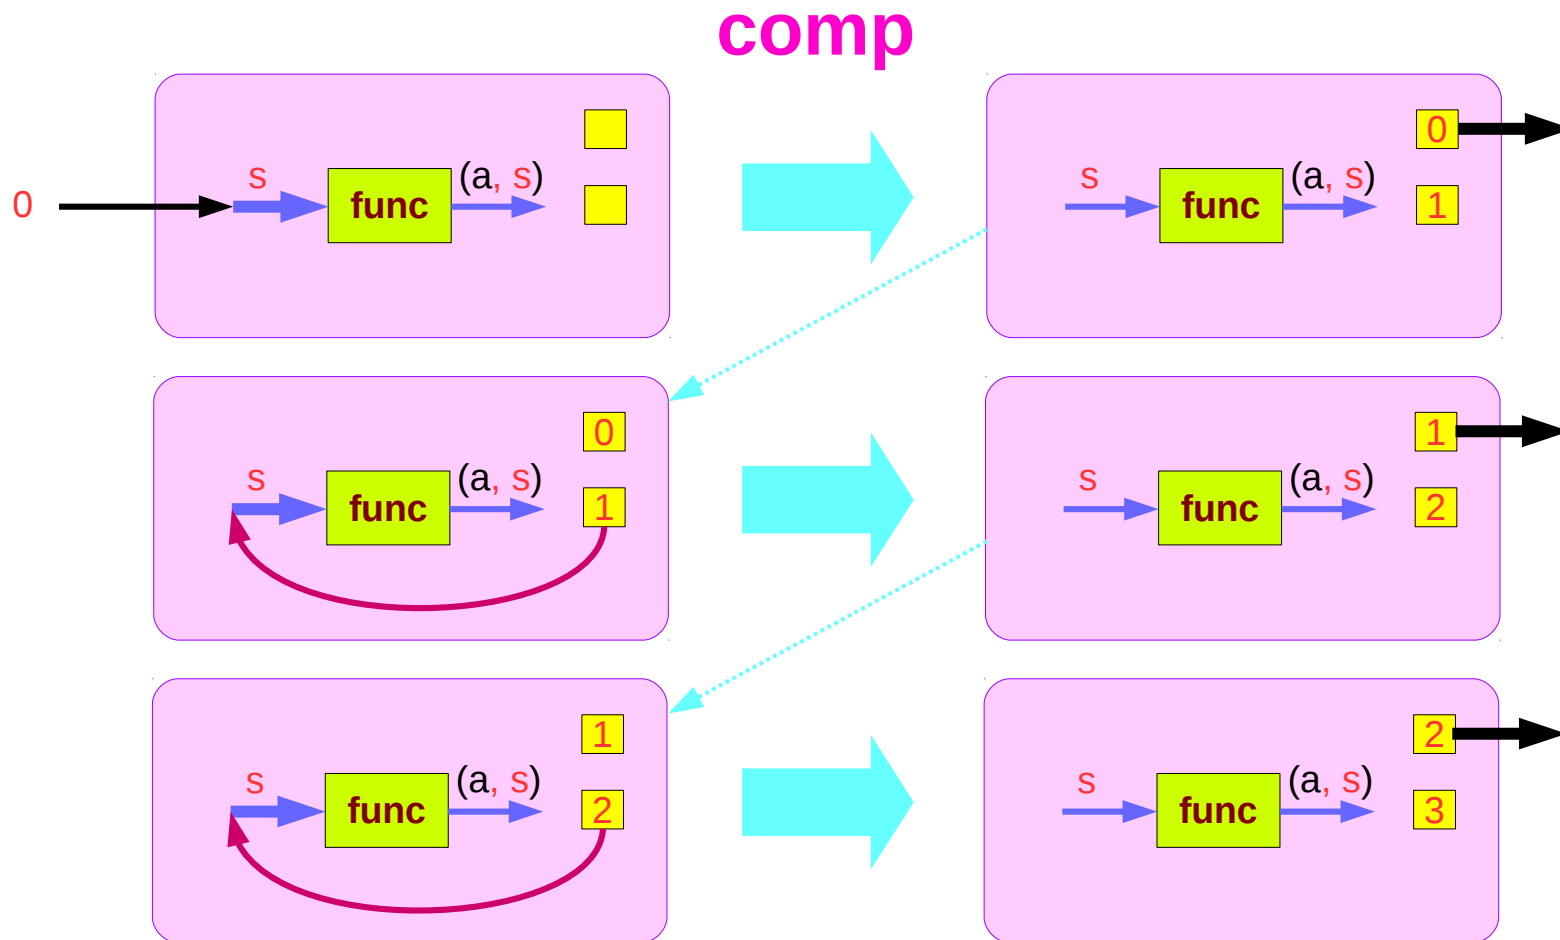 comp
0
s
func
(a, s)
s
func
(a, s)
0
1
s
func
(a, s)
0
1
s
func
(a, s)
1
2
s
func
(a, s)
1
2
s
func
(a, s)
2
3